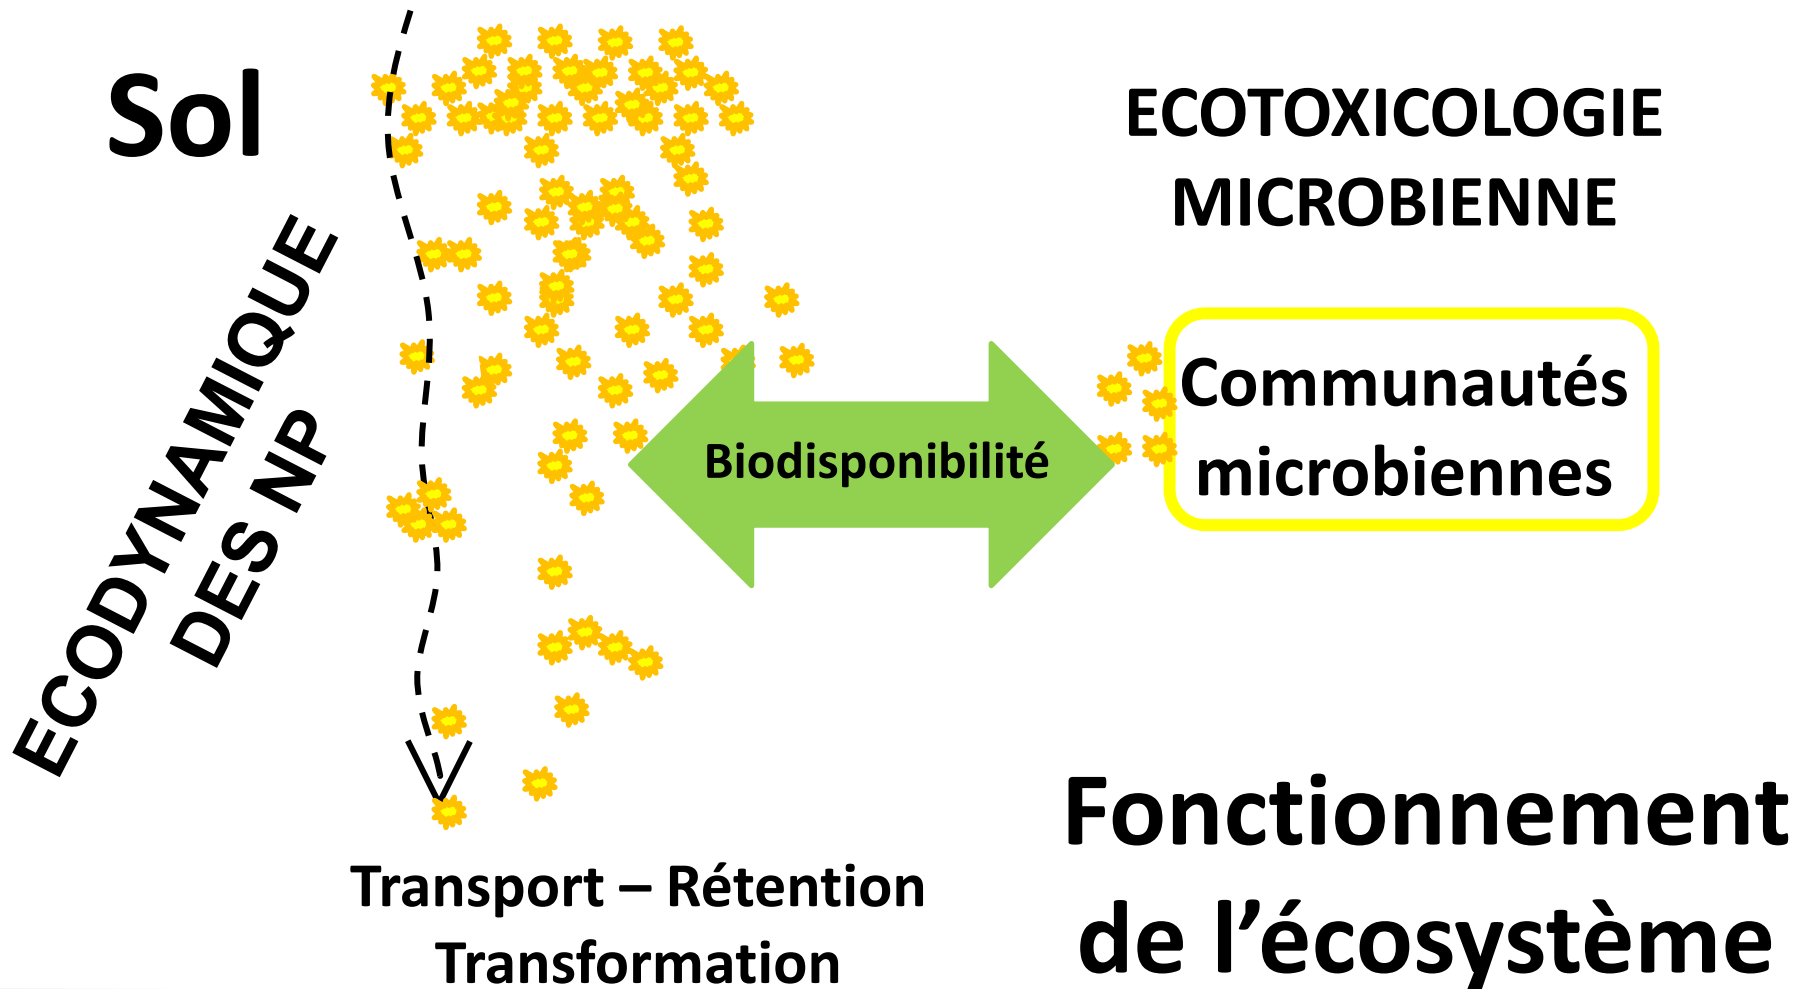 Sol
ECODYNAMIQUE
DES NP
ECOTOXICOLOGIE
MICROBIENNE
Biodisponibilité
Communautés
microbiennes
Transport – Rétention
Transformation
Fonctionnement
de l’écosystème